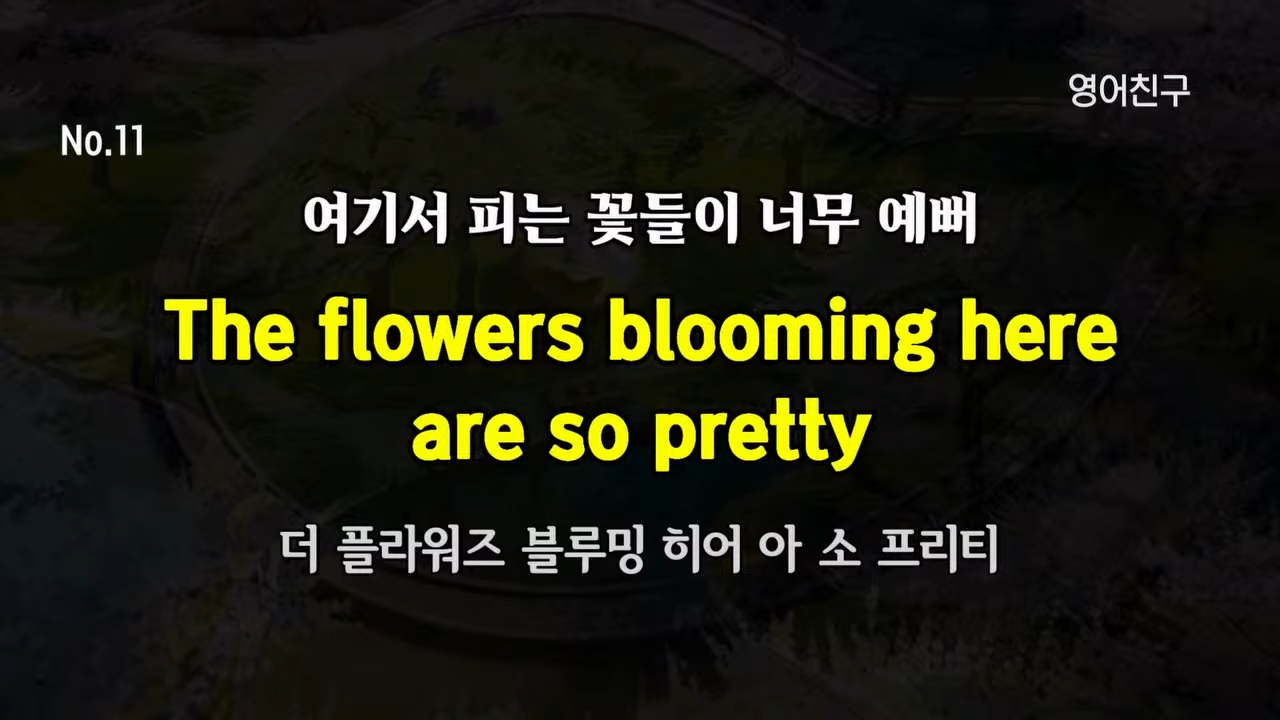 영어친구
No.11
여기서 피는 꽃들이 너무 예뻐
The flowers blooming here
are so pretty
더 플라워즈 블루밍 히어 아 소 프리티